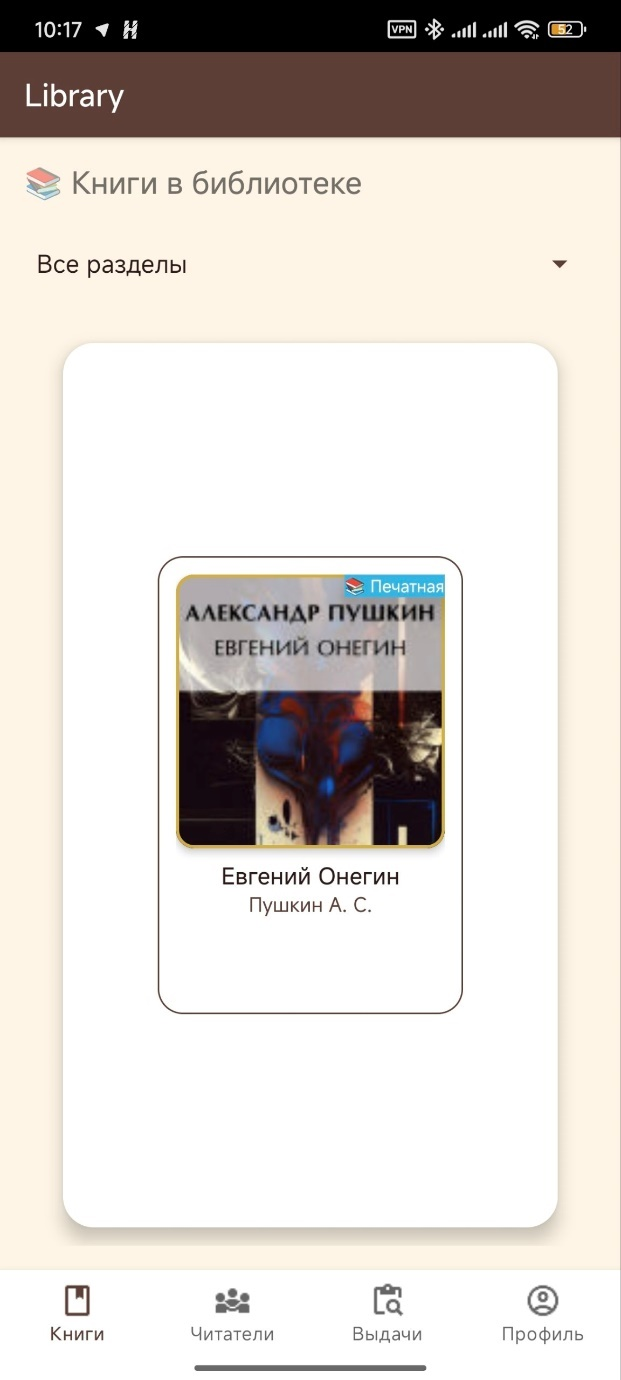 10:17
VPN
52
Library
📚 Книги в библиотеке
Все разделы
📚 Печатная
АЛЕКСАНДР ПУШКИН
ЕВГЕНИЙ ОНЕГИН
Евгений Онегин
Пушкин А. С.
Книги Читатели Выдачи Профиль